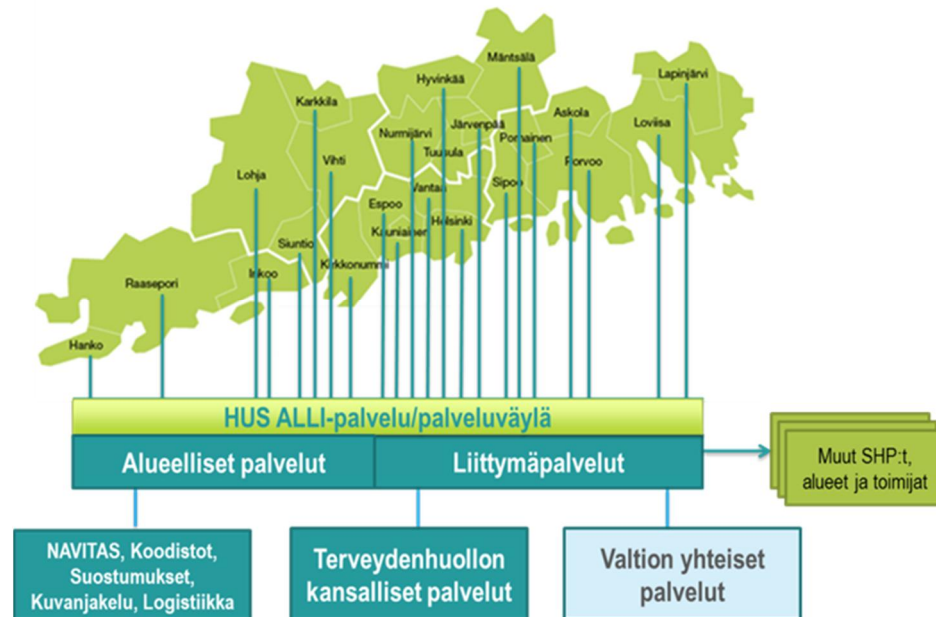 Mäntsälä
Lapinjärvi
Hyvinkää
Karkkila
Askola
Loviisa
Järvenpää
Nurmijärvi
Pornainen
Tuusula
Vihti
Porvoo
Lohja
Sipoo
Vantaa
Espoo
Helsinki
Kauniainen
Siuntio
Kirkkonummi
Inkoo
Raasepori
Hanko
HUS ALLI-palvelu/palveluväylä
Alueelliset palvelut
Liittymäpalvelut
Muut SHP:t,
alueet ja toimijat
NAVITAS, Koodistot,
Suostumukset,
Kuvanjakelu, Logistiikka
Terveydenhuollon
kansalliset palvelut
Valtion yhteiset
palvelut